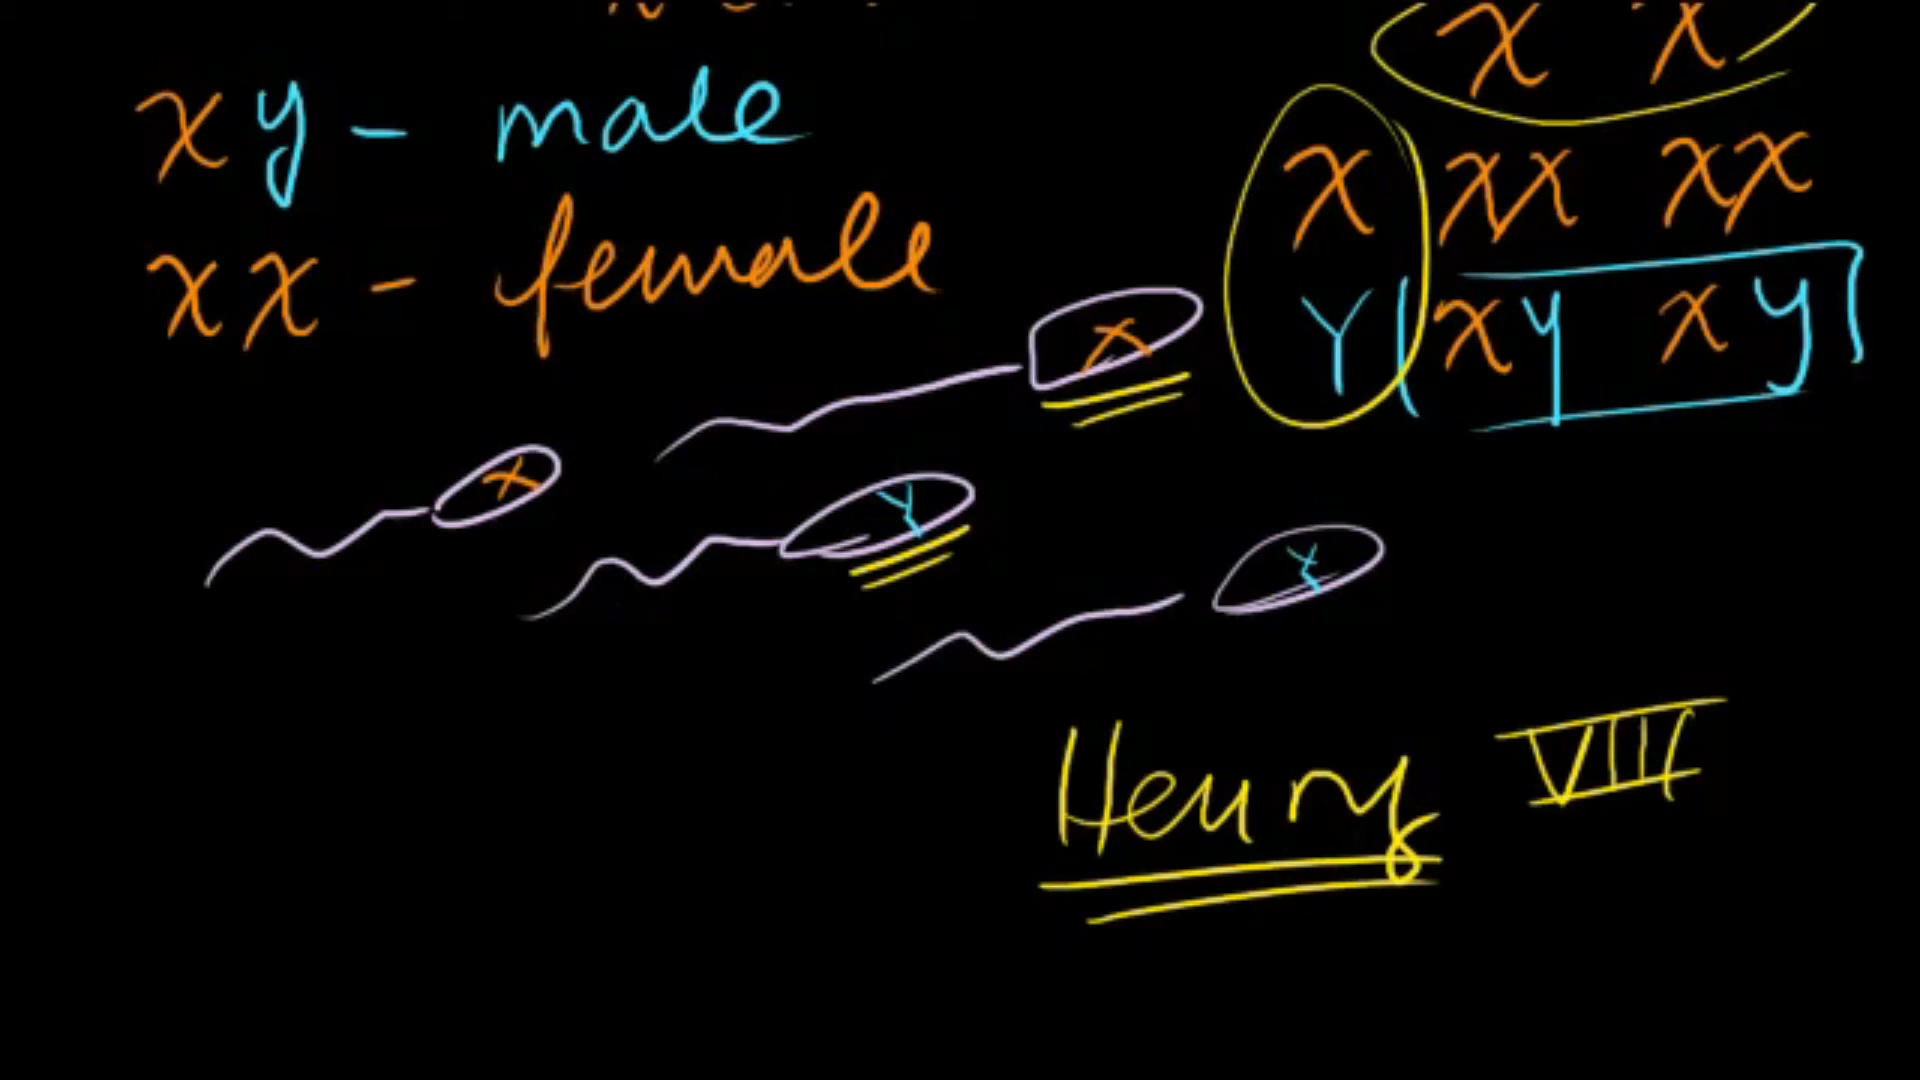 X X
xy - male
X XX XX
xx - female
Y xy xy
X
X
Y
Y
Henry VIII